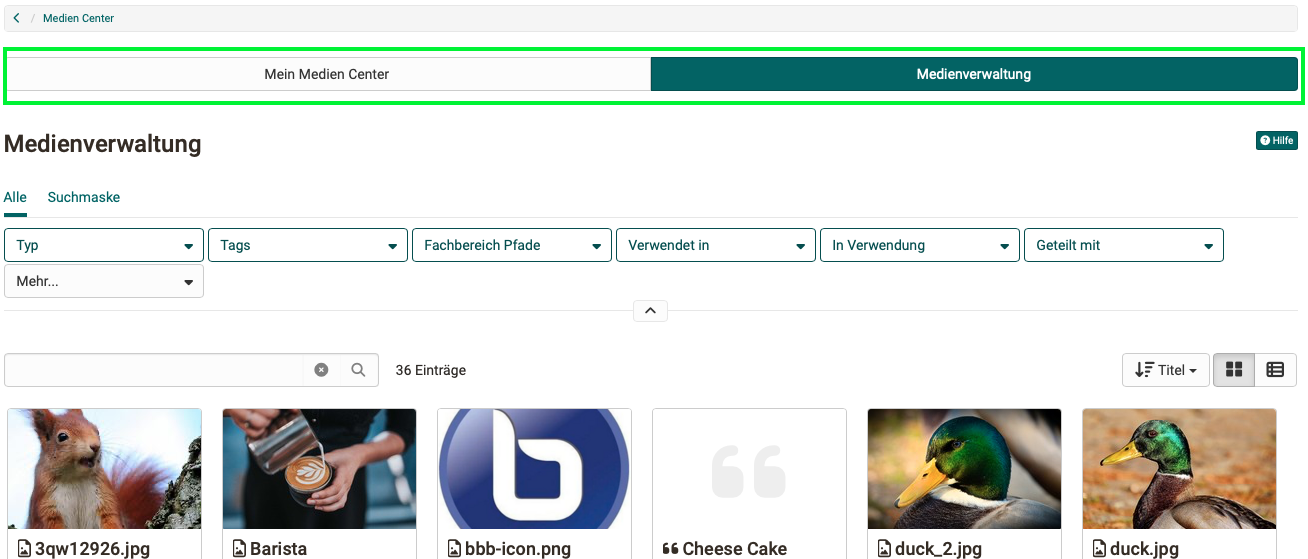 / Medien Center
Mein Medien Center Medienverwaltung
Medienverwaltung Hilfe
Alle Suchmaske
Typ Tags Fachbereich Pfade Verwendet in In Verwendung Geteilt mit
Mehr...
36 Einträge Titel
3qw12926.jpg Barista bbb-icon.png Cheese Cake duck_2.jpg duck.jpg